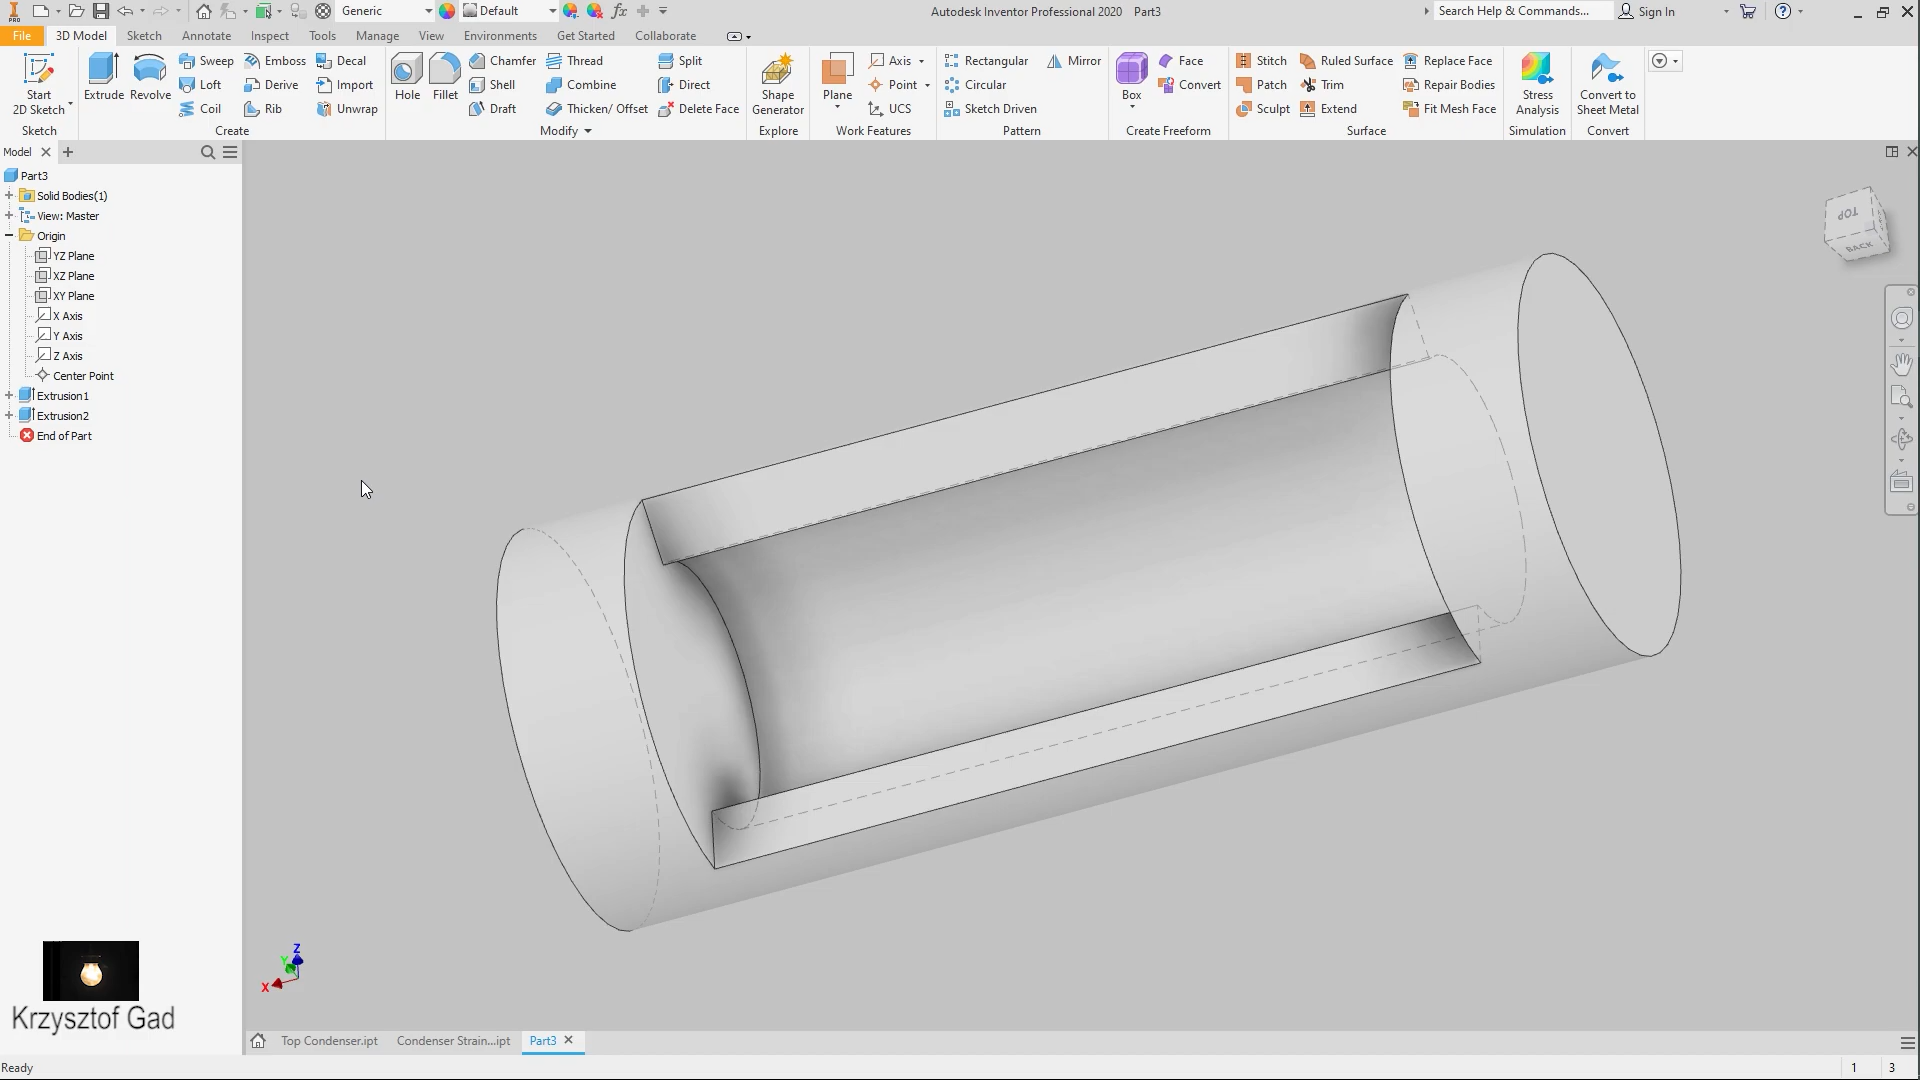 Generic
Default
Autodesk Inventor Professional 2020 Part3
Search Help & Commands...
Sign In
File 3D Model Sketch Annotate Inspect Tools Manage View Environments Get Started Collaborate
Start
2D Sketch
Sketch
Extrude
Revolve
Sweep
Loft
Coil
Emboss
Derive
Rib
Decal
Import
Unwrap
Create
Hole
Fillet
Chamfer
Shell
Draft
Thread
Combine
Thicken/ Offset
Split
Direct
Delete Face
Modify
Shape
Generator
Explore
Plane
Axis
Point
UCS
Work Features
Rectangular
Circular
Sketch Driven
Mirror
Pattern
Box
Face
Convert
Create Freeform
Stitch
Patch
Sculpt
Ruled Surface
Trim
Extend
Replace Face
Repair Bodies
Fit Mesh Face
Surface
Stress
Analysis
Simulation
Convert to
Sheet Metal
Convert
Model
Part3
Solid Bodies(1)
View: Master
Origin
YZ Plane
XZ Plane
XY Plane
X Axis
Y Axis
Z Axis
Center Point
Extrusion1
Extrusion2
End of Part
TOP
BACK
Z
Y
X
Krzysztof Gad
Top Condenser.ipt Condenser Strain...ipt Part3
Ready
1 3